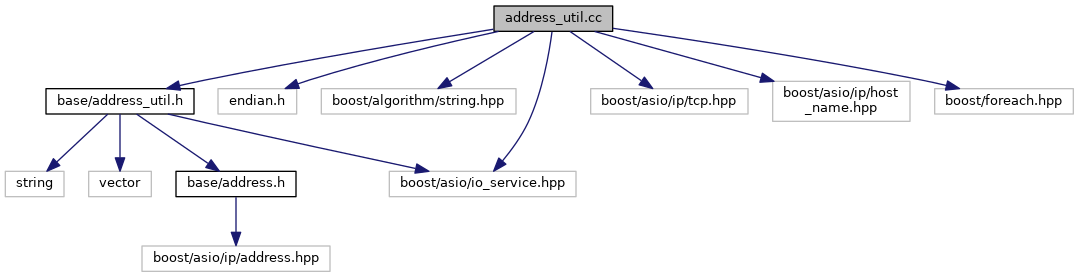 address_util.cc
base/address_util.h
endian.h
boost/algorithm/string.hpp
boost/asio/ip/tcp.hpp
boost/asio/ip/host
_name.hpp
boost/foreach.hpp
string
vector
base/address.h
boost/asio/io_service.hpp
boost/asio/ip/address.hpp